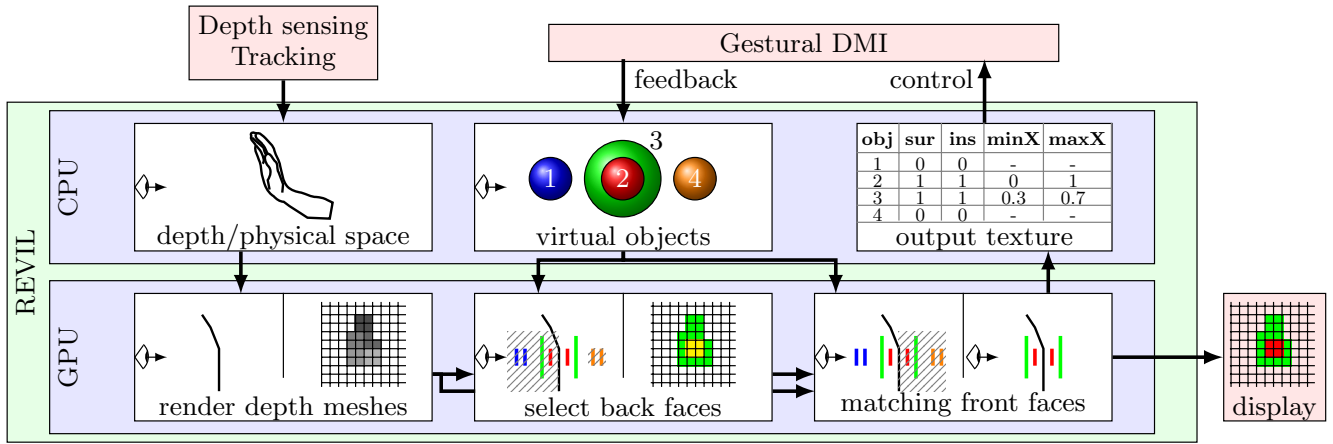 Depth sensing
Tracking
Gestural DMI
feedback
control
REVIL
CPU
depth/physical space
1
2
3
4
virtual objects
obj sur ins minX maxX
1 0 0 - -
2 1 1 0 1
3 1 1 0.3 0.7
4 0 0 - -
output texture
GPU
render depth meshes
select back faces
matching front faces
display